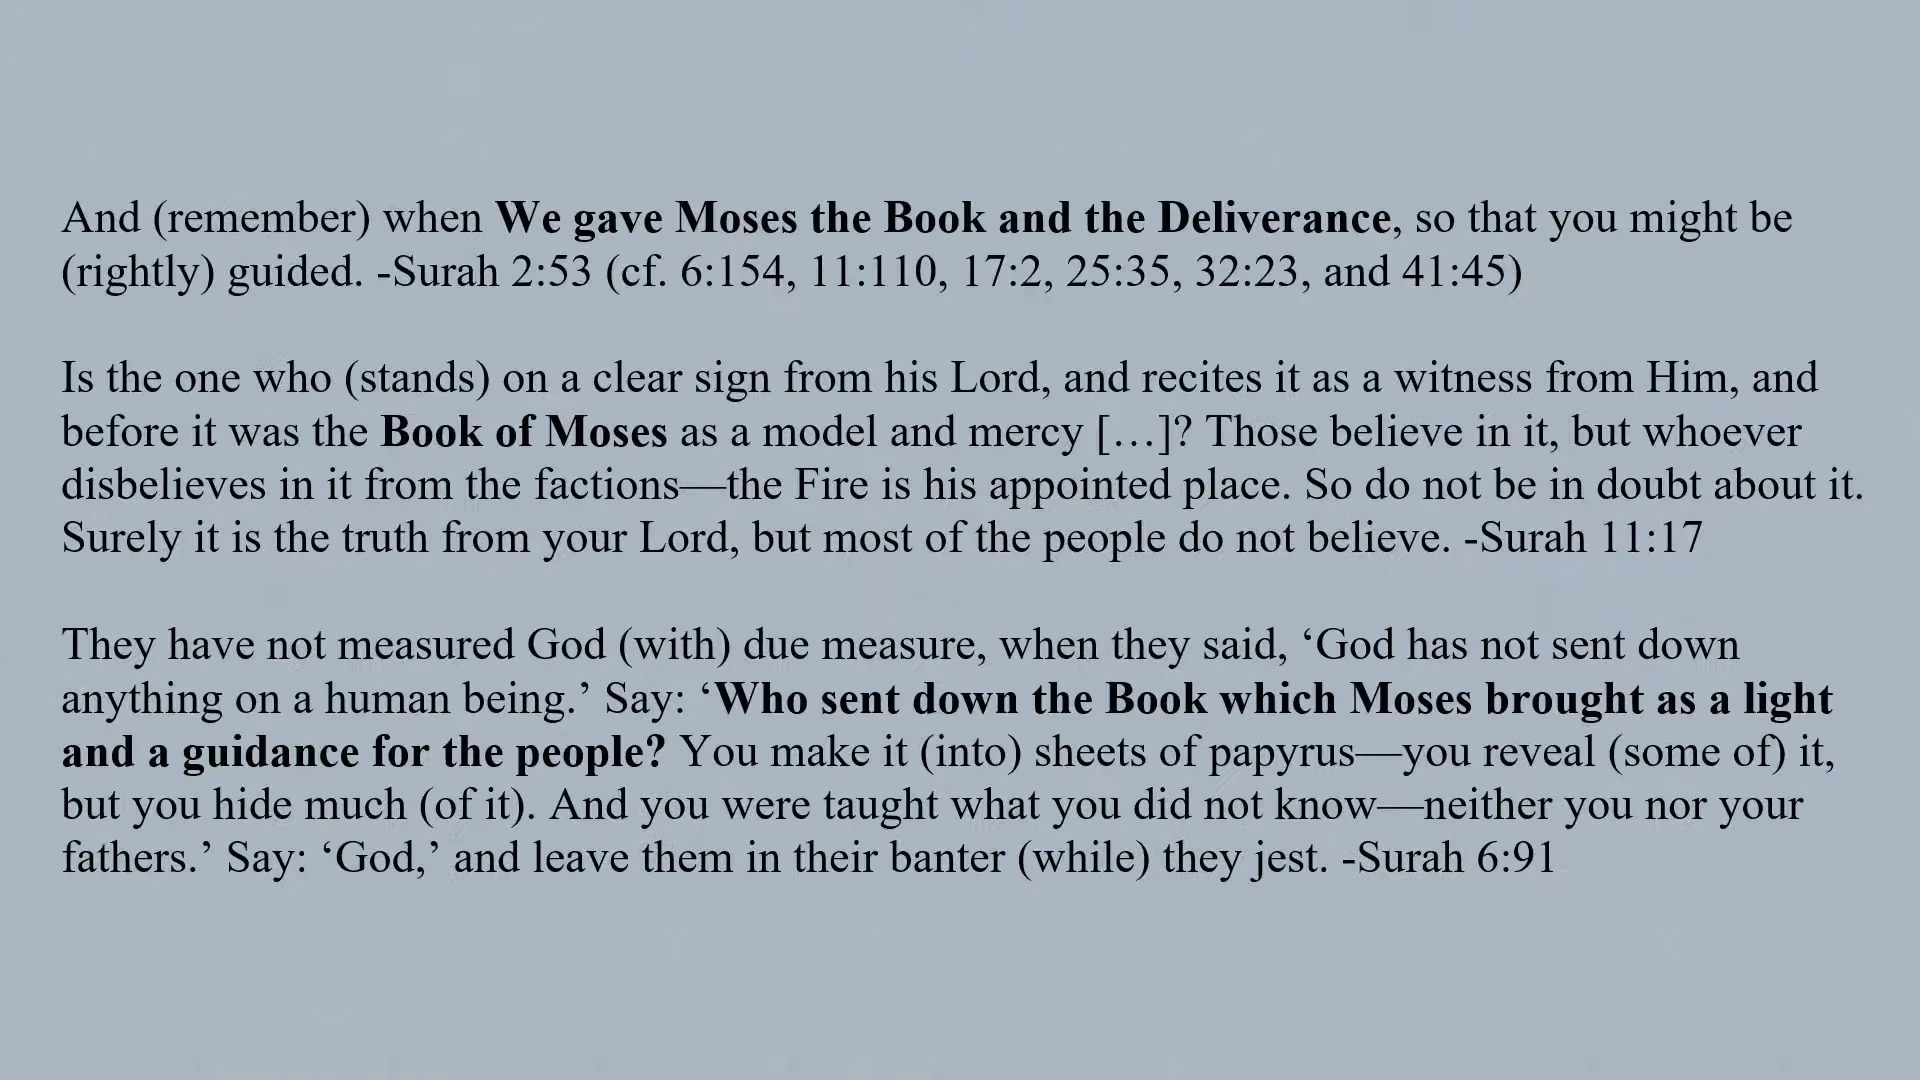 And (remember) when We gave Moses the Book and the Deliverance, so that you might be
(rightly) guided. -Surah 2:53 (cf. 6:154, 11:110, 17:2, 25:35, 32:23, and 41:45)
Is the one who (stands) on a clear sign from his Lord, and recites it as a witness from Him, and
before it was the Book of Moses as a model and mercy […]? Those believe in it, but whoever
disbelieves in it from the factions—the Fire is his appointed place. So do not be in doubt about it.
Surely it is the truth from your Lord, but most of the people do not believe. -Surah 11:17
They have not measured God (with) due measure, when they said, ‘God has not sent down
anything on a human being.’ Say: ‘Who sent down the Book which Moses brought as a light
and a guidance for the people? You make it (into) sheets of papyrus—you reveal (some of) it,
but you hide much (of it). And you were taught what you did not know—neither you nor your
fathers.’ Say: ‘God,’ and leave them in their banter (while) they jest. -Surah 6:91